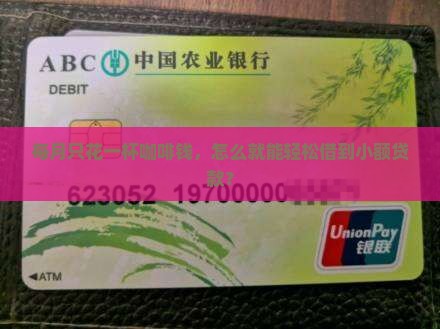 ABC 中国农业银行
DEBIT
每月只花一杯咖啡钱，怎么就能轻松借到小额贷
款？
623052 19700000
UnionPay
银联
◄ATM